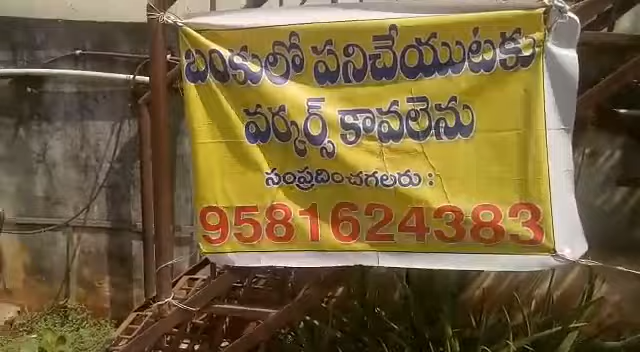 బంకులో పనిచేయుటకు
వర్కర్స్ కావలెను
సంప్రదించగలరు :
9581624383